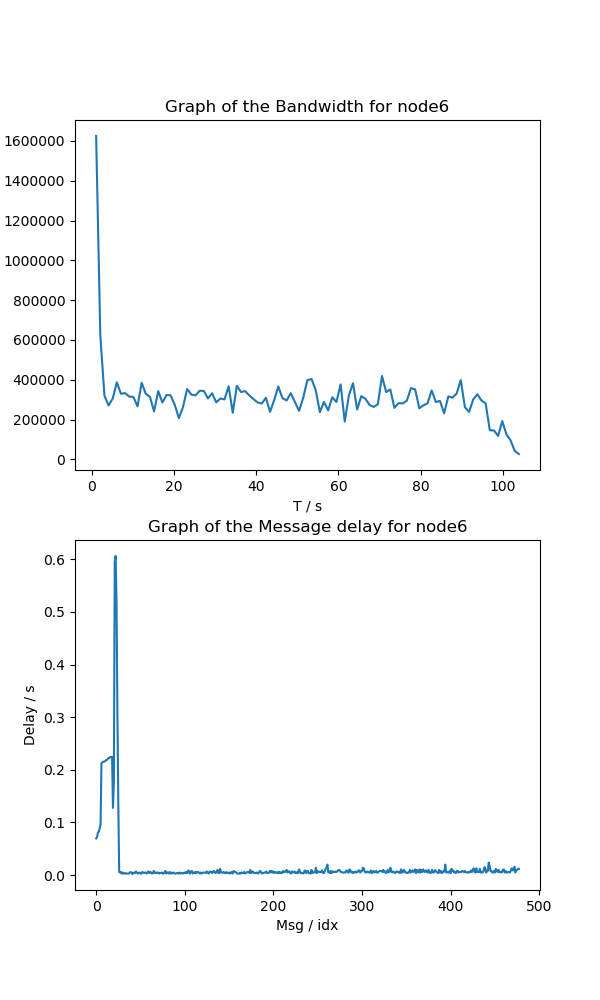 Graph of the Bandwidth for node6
1600000
1400000
1200000
1000000
800000
600000
400000
200000
0
0 20 40 60 80 100
T / s
Graph of the Message delay for node6
0.6
0.5
0.4
0.3
0.2
0.1
0.0
Delay / s
0 100 200 300 400 500
Msg / idx